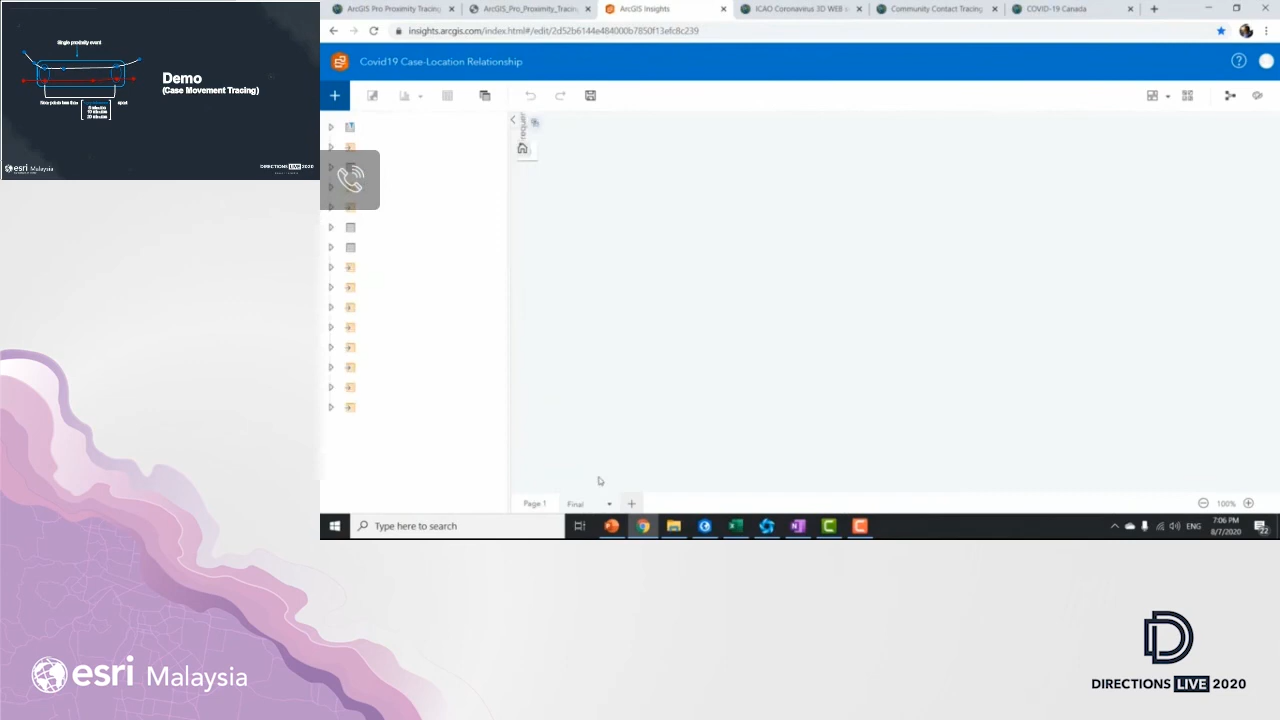 Single proximity event
Demo
(Case Movement Tracing)
apart
esri Malaysia
DIRECTIONS LIVE 2020
ArcGIS Pro Proximity Tracing
ArcGIS_Pro_Proximity_Tracin
ArcGIS Insights
ICAO Coronavirus 3D WEB s
Community Contact Tracing
COVID-19 Canada
insights.arcgis.com/index.html#/edit/2d52b6144e484000b7850f13efc8c239
Covid19 Case-Location Relationship
Page 1
Final
100%
Type here to search
ENG
7:06 PM
8/7/2020
22
esri Malaysia
DIRECTIONS LIVE 2020